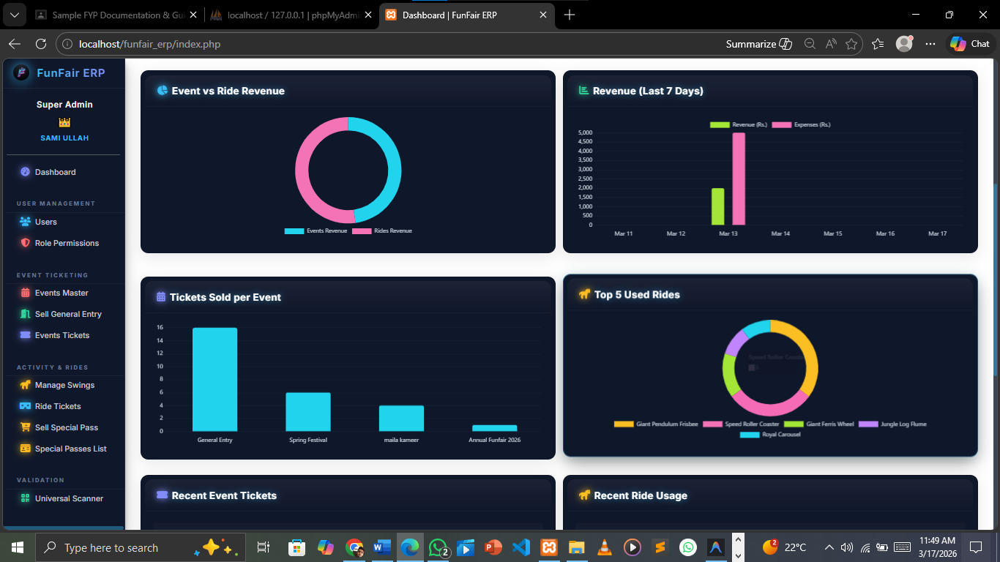 Sample FYP Documentation & Gui
localhost / 127.0.0.1 | phpMyAdmi
Dashboard | FunFair ERP
localhost/funfair_erp/index.php
Summarize
Chat
FunFair ERP
Super Admin
SAMI ULLAH
Dashboard
USER MANAGEMENT
Users
Role Permissions
EVENT TICKETING
Events Master
Sell General Entry
Events Tickets
ACTIVITY & RIDES
Manage Swings
Ride Tickets
Sell Special Pass
Special Passes List
VALIDATION
Universal Scanner
Event vs Ride Revenue
Events Revenue
Rides Revenue
Revenue (Last 7 Days)
Revenue (Rs.)
Expenses (Rs.)
5,000
4,500
4,000
3,500
3,000
2,500
2,000
1,500
1,000
500
0
Mar 11
Mar 12
Mar 13
Mar 14
Mar 15
Mar 16
Mar 17
Tickets Sold per Event
16
14
12
10
8
6
4
2
0
General Entry
Spring Festival
maila kameer
Annual Funfair 2026
Top 5 Used Rides
Speed Roller Coaster
Giant Pendulum Frisbee
Speed Roller Coaster
Giant Ferris Wheel
Jungle Log Flume
Royal Carousel
Recent Event Tickets
Recent Ride Usage
Type here to search
2
2
22°C
11:49 AM
3/17/2026